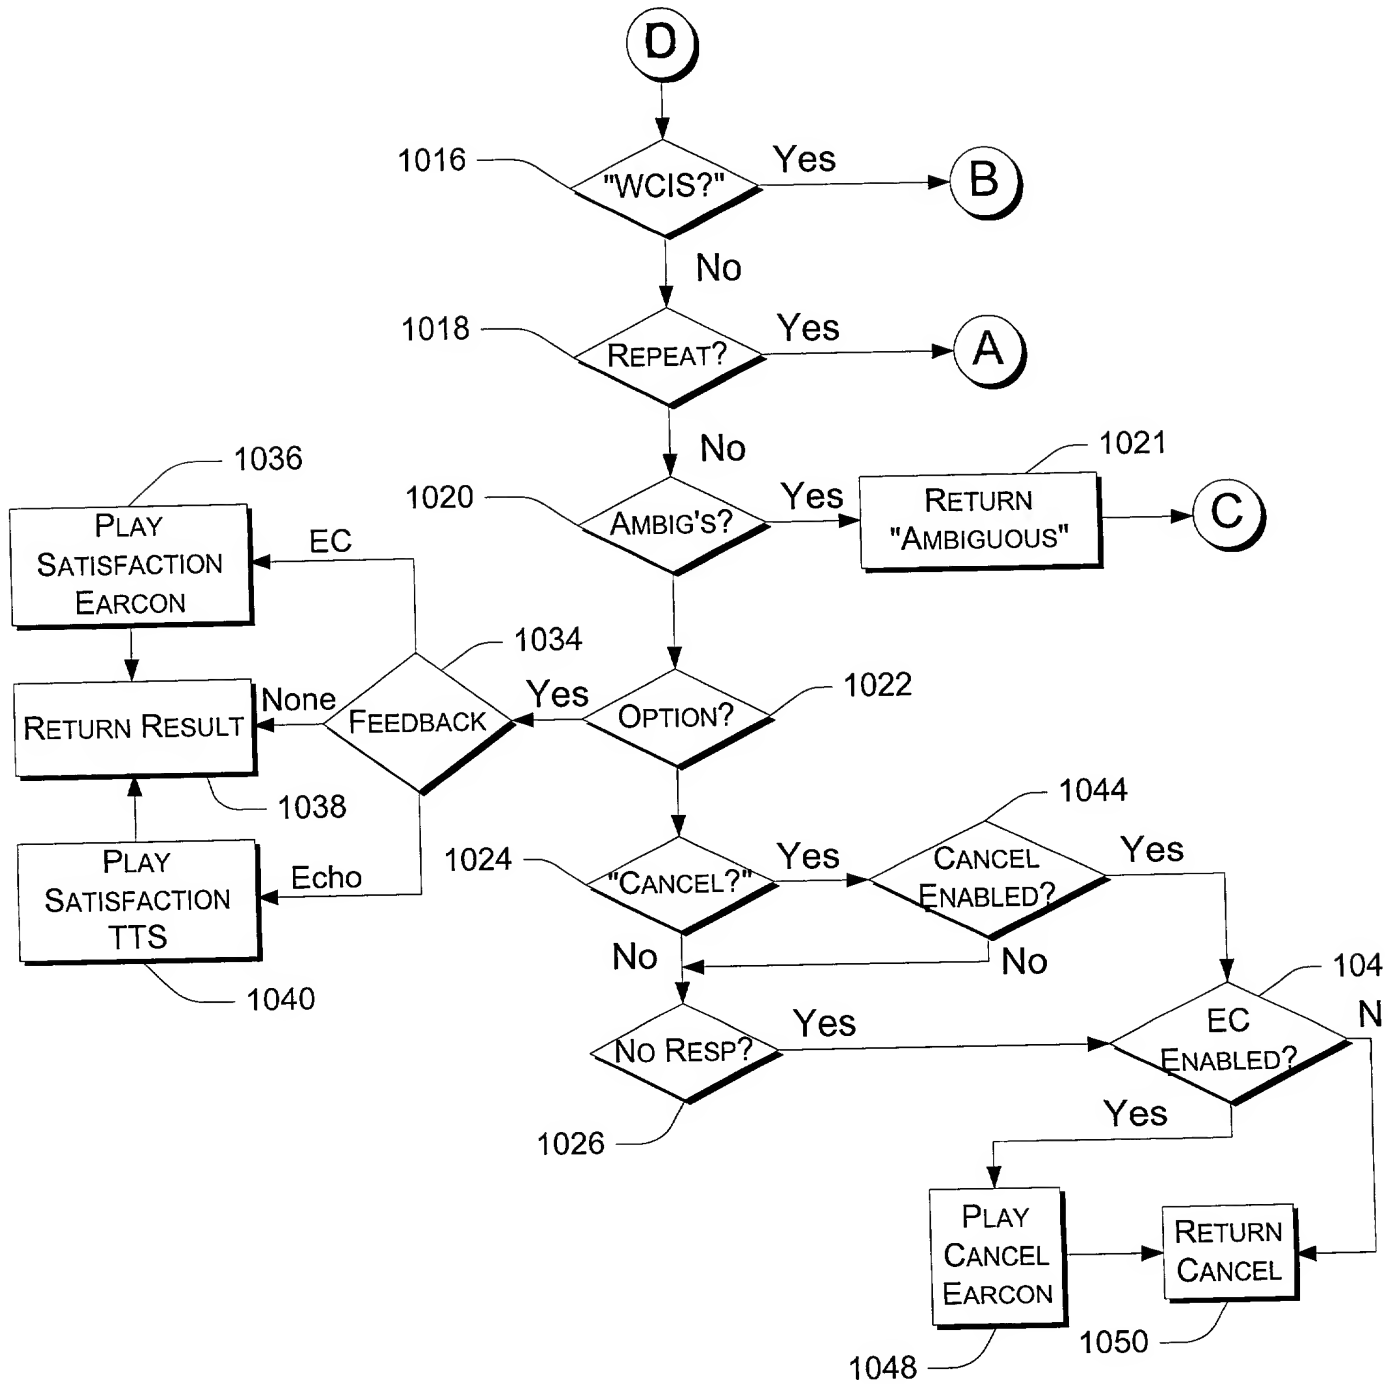 D
1016
"WCIS?"
Yes
B
No
1018
REPEAT?
Yes
A
No
1020
AMBIG'S?
Yes
1021
RETURN
"AMBIGUOUS"
C
1036
PLAY
SATISFACTION
EARCON
EC
1034
FEEDBACK
None
RETURN RESULT
1038
Yes
OPTION?
1022
Echo
PLAY
SATISFACTION
TTS
1040
1024
"CANCEL?"
Yes
1044
CANCEL
ENABLED?
Yes
No
No
NO RESP?
Yes
1026
104
EC
ENABLED?
N
Yes
PLAY
CANCEL
EARCON
1048
RETURN
CANCEL
1050